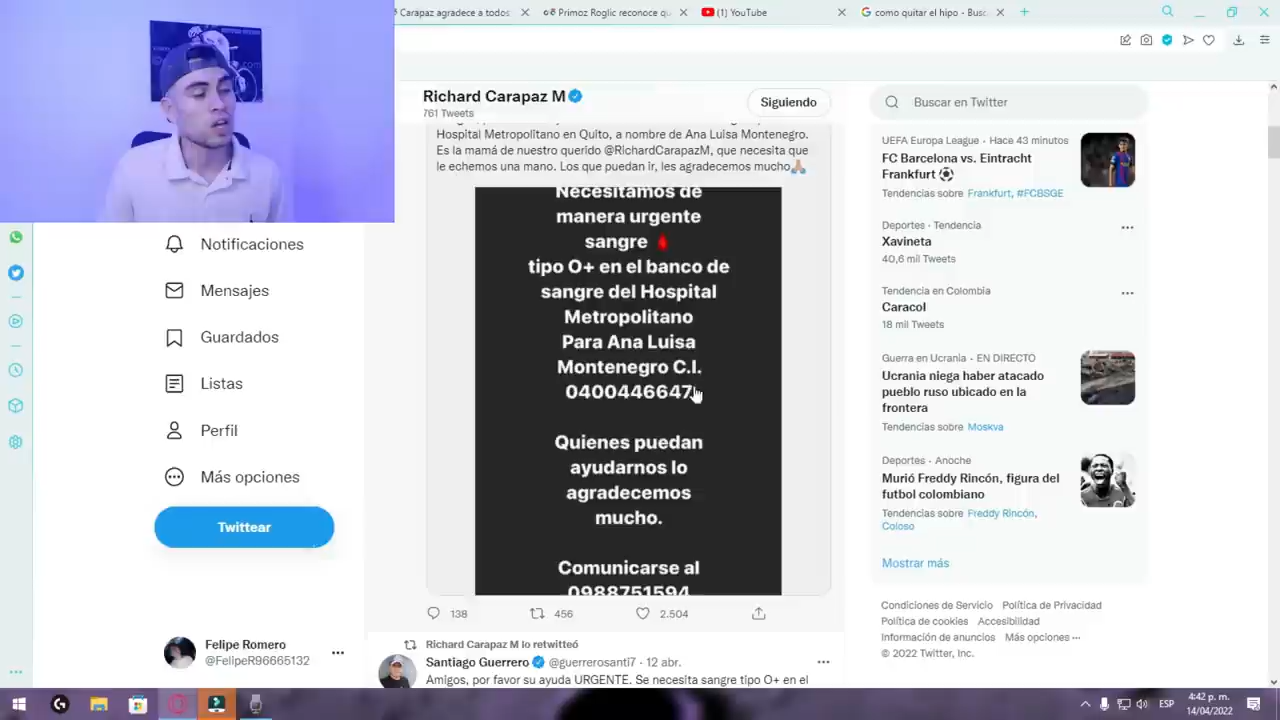 Carapaz agradece a todos
Primoz Roglic reconoce qu
(1) YouTube
como quitar el hipo - Busc
Richard Carapaz M
761 Tweets
Siguiendo
Buscar en Twitter
Hospital Metropolitano en Quito, a nombre de Ana Luisa Montenegro.
Es la mamá de nuestro querido @RichardCarapazM, que necesita que
le echemos una mano. Los que puedan ir, les agradecemos mucho
Necesitamos de
manera urgente
sangre
tipo O+ en el banco de
sangre del Hospital
Metropolitano
Para Ana Luisa
Montenegro C.I.
0400446647
Quienes puedan
ayudarnos lo
agradecemos
mucho.
Comunicarse al
0988751594
138
456
2.504
Richard Carapaz M lo retwitteó
Santiago Guerrero @guerrerosanti7 · 12 abr.
Amigos, por favor su ayuda URGENTE. Se necesita sangre tipo O+ en el
Notificaciones
Mensajes
Guardados
Listas
Perfil
Más opciones
Twittear
Felipe Romero
@FelipeR96665132
UEFA Europa League · Hace 43 minutos
FC Barcelona vs. Eintracht
Frankfurt
Tendencias sobre Frankfurt, #FCBSGE
Deportes · Tendencia
Xavineta
40,6 mil Tweets
Tendencia en Colombia
Caracol
18 mil Tweets
Guerra en Ucrania · EN DIRECTO
Ucrania niega haber atacado
pueblo ruso ubicado en la
frontera
Tendencias sobre Moskva
Deportes · Anoche
Murió Freddy Rincón, figura del
futbol colombiano
Tendencias sobre Freddy Rincón,
Coloso
Mostrar más
Condiciones de Servicio Política de Privacidad
Política de cookies Accesibilidad
Información de anuncios Más opciones
© 2022 Twitter, Inc.
ESP
4:42 p. m.
14/04/2022